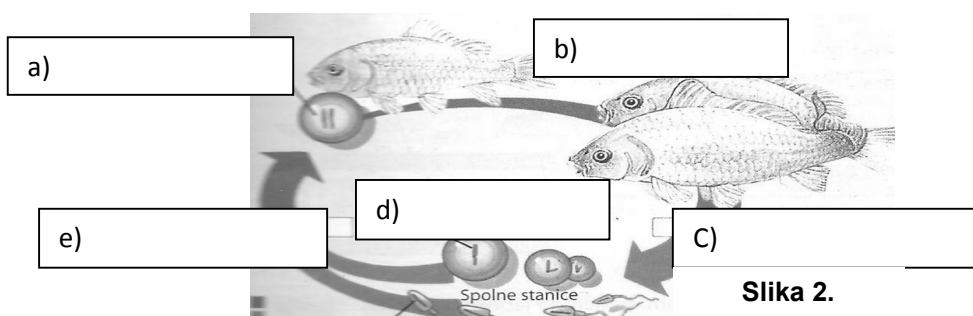 a)
b)
d)
e)
C)
Spolne stanice
Slika 2.